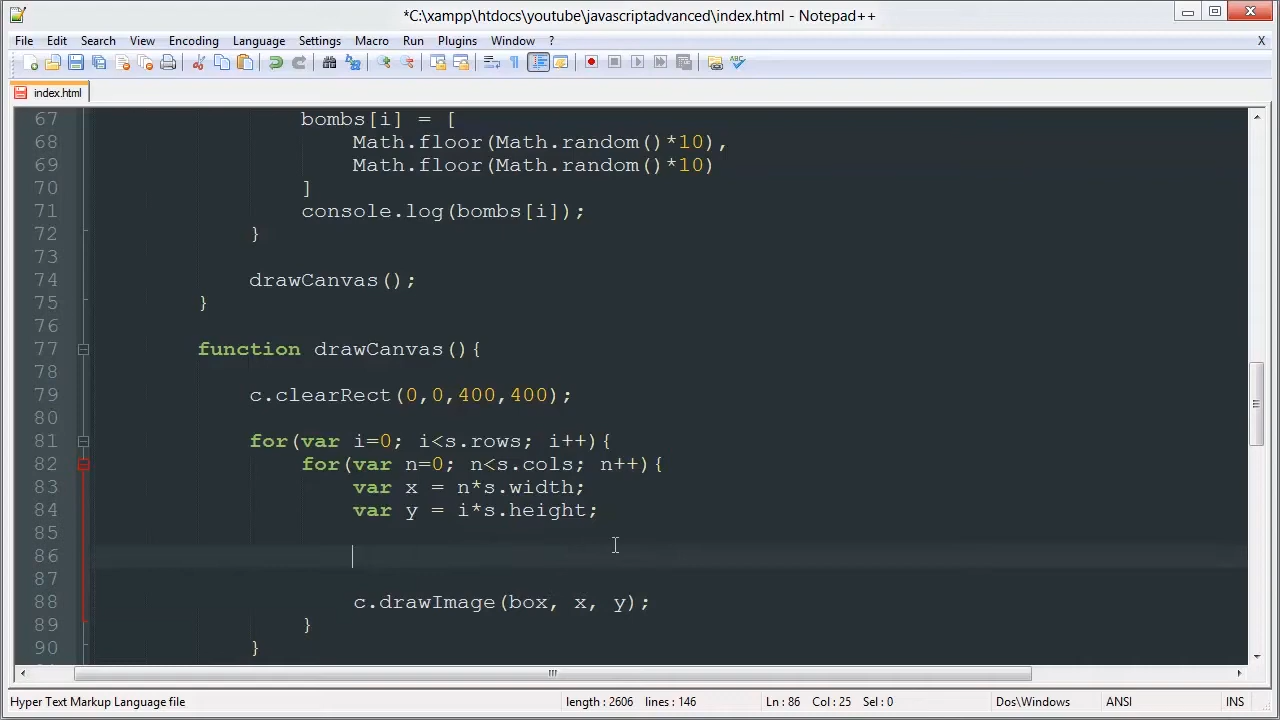 *C:\xampp\htdocs\youtube\javascriptadvanced\index.html - Notepad++
File Edit Search View Encoding Language Settings Macro Run Plugins Window ? X
index.html
67 bombs[i] = [
68 Math.floor(Math.random()*10),
69 Math.floor(Math.random()*10)
70 ]
71 console.log(bombs[i]);
72 }
73
74 drawCanvas();
75 }
76
77 function drawCanvas(){
78
79 c.clearRect(0,0,400,400);
80
81 for(var i=0; i<s.rows; i++){
82 for(var n=0; n<s.cols; n++){
83 var x = n*s.width;
84 var y = i*s.height;
85
86
87
88 c.drawImage(box, x, y);
89 }
90 }
Hyper Text Markup Language file length : 2606 lines : 146 Ln : 86 Col : 25 Sel : 0 Dos\Windows ANSI INS